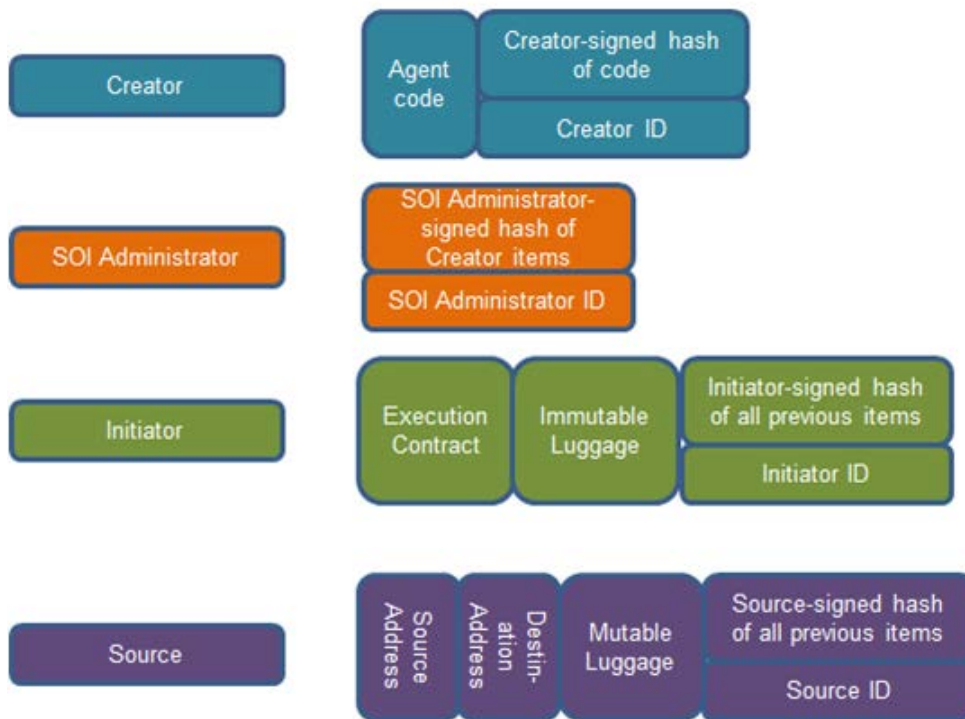 Creator
Agent
code
Creator-signed hash
of code
Creator ID
SOI Administrator
SOI Administrator-
signed hash of
Creator items
SOI Administrator ID
Initiator
Execution
Contract
Immutable
Luggage
Initiator-signed hash
of all previous items
Initiator ID
Source
Source
Address
Destin-
ation
Address
Mutable
Luggage
Source-signed hash
of all previous items
Source ID